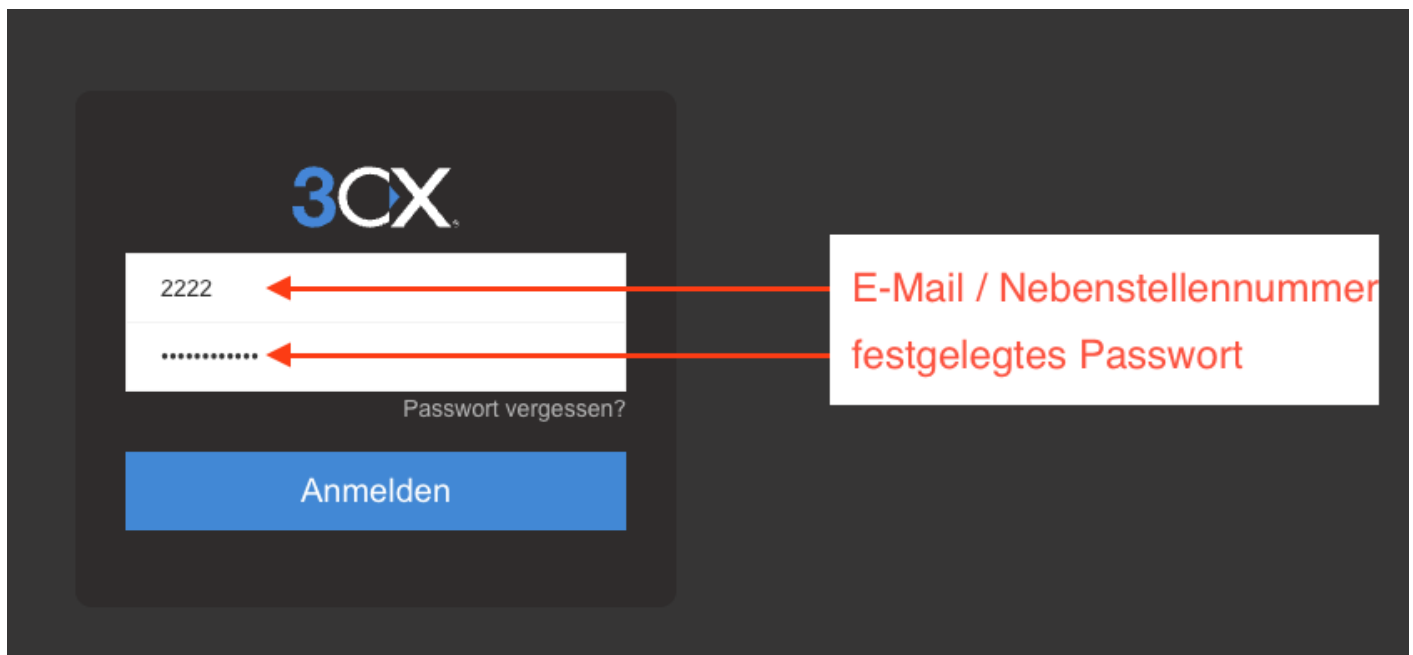 3CX
2222
••••••••••••
Passwort vergessen?
Anmelden
E-Mail / Nebenstellennummer
festgelegtes Passwort